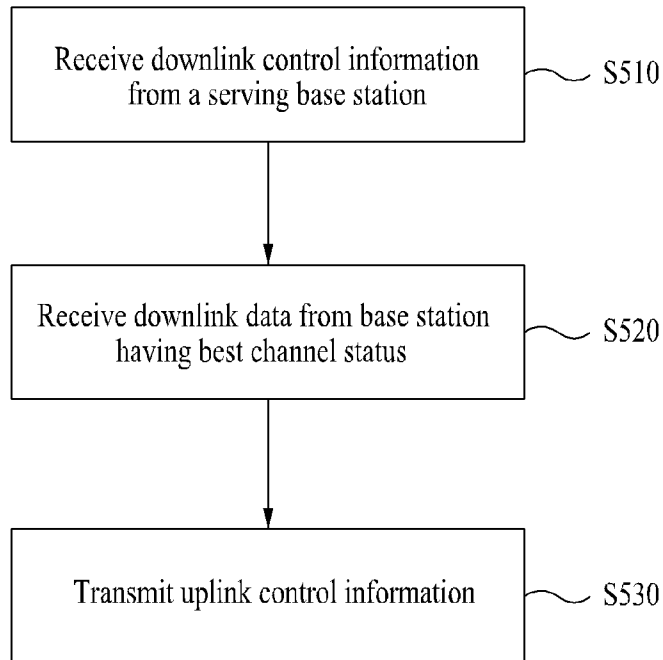 Receive downlink control information
from a serving base station
S510
Receive downlink data from base station
having best channel status
S520
Transmit uplink control information
S530